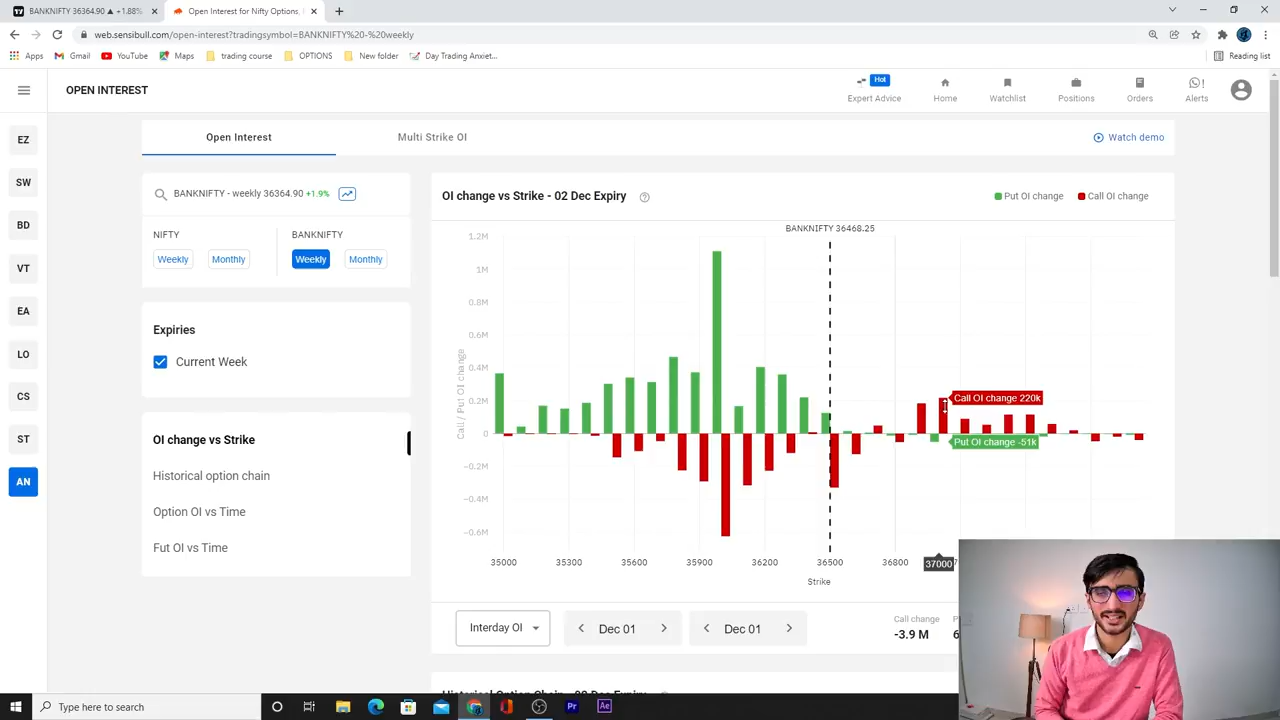 BANKNIFTY 36364.90 ▲ +1.88%
Open Interest for Nifty Options,
web.sensibull.com/open-interest?tradingsymbol=BANKNIFTY%20-%20weekly
Apps
Gmail
YouTube
Maps
trading course
OPTIONS
New folder
Day Trading Anxiet...
Reading list
OPEN INTEREST
Hot
Expert Advice
Home
Watchlist
Positions
Orders
Alerts
EZ
SW
BD
VT
EA
LO
CS
ST
AN
Open Interest
Multi Strike OI
Watch demo
BANKNIFTY - weekly 36364.90 +1.9%
NIFTY
BANKNIFTY
Weekly
Monthly
Weekly
Monthly
Expiries
Current Week
OI change vs Strike
Historical option chain
Option OI vs Time
Fut OI vs Time
OI change vs Strike - 02 Dec Expiry
Put OI change
Call OI change
BANKNIFTY 36468.25
1.2M
1M
0.8M
0.6M
0.4M
0.2M
0
-0.2M
-0.4M
-0.6M
Call / Put OI change
Call OI change 220k
Put OI change -51k
35000
35300
35600
35900
36200
36500
36800
37000
Strike
Interday OI
Dec 01
Dec 01
Call change
-3.9 M
Type here to search
Pr
Ae